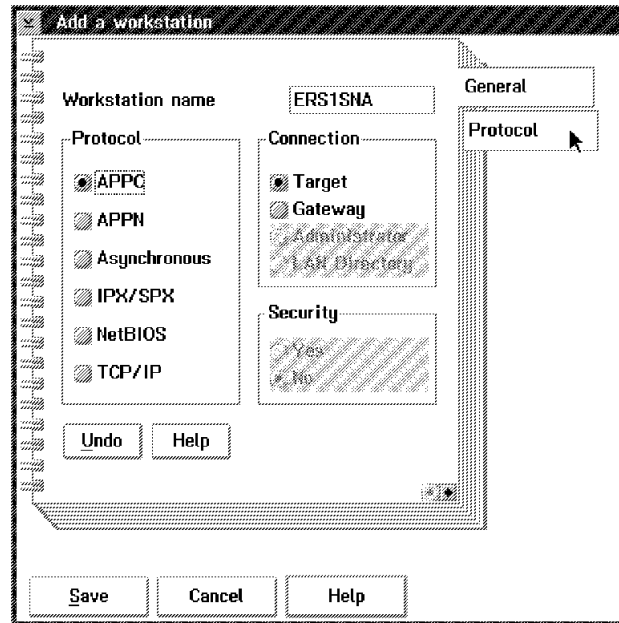 Add a workstation
General
Workstation name ERS1SNA
Protocol
Protocol
APPC
APPN
Asynchronous
IPX/SPX
NetBIOS
TCP/IP
Connection
Target
Gateway
Administrator
LAN Directory
Security
Yes
No
Undo Help
Save Cancel Help